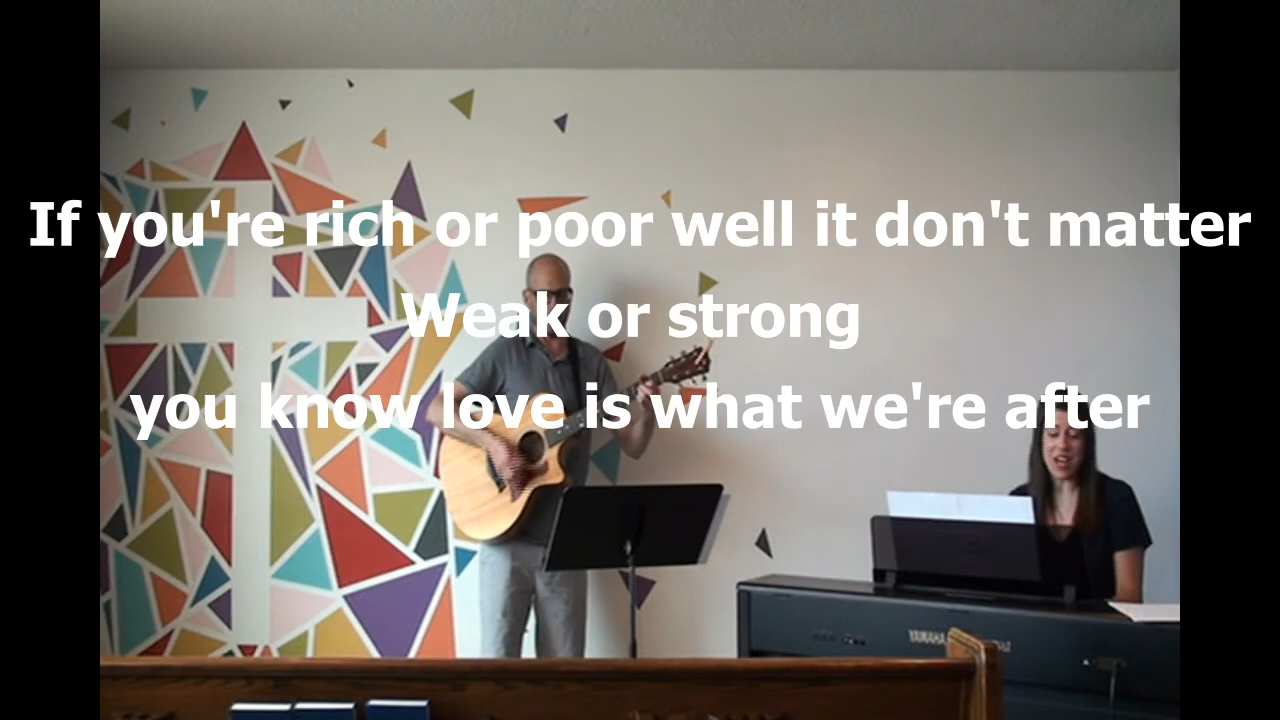 If you're rich or poor well it don't matter
Weak or strong
you know love is what we're after
YAMAHA